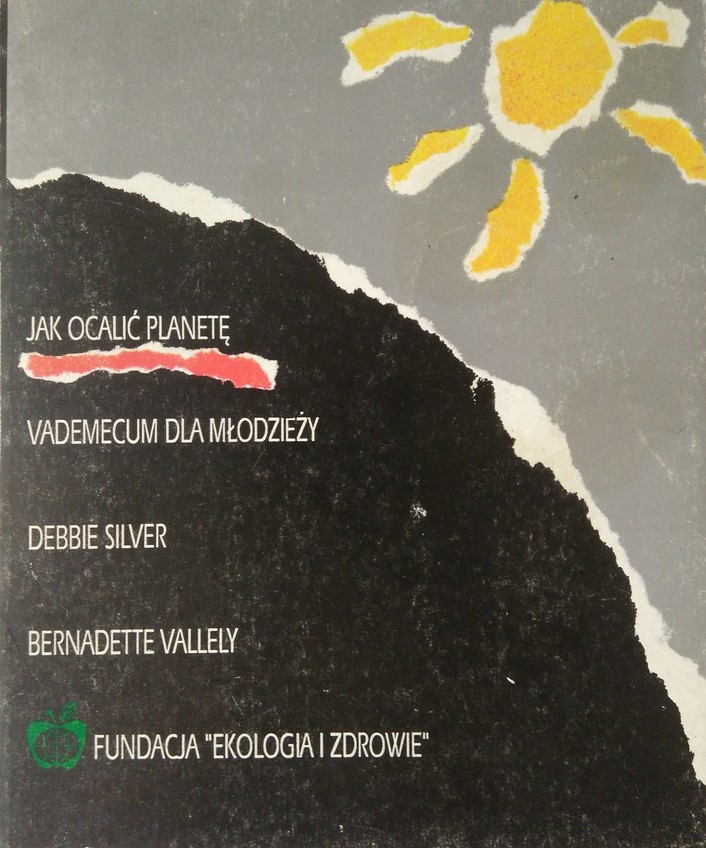 JAK OCALIĆ PLANETĘ
VADEMECUM DLA MŁODZIEŻY
DEBBIE SILVER
BERNADETTE VALLELY
FUNDACJA "EKOLOGIA I ZDROWIE"